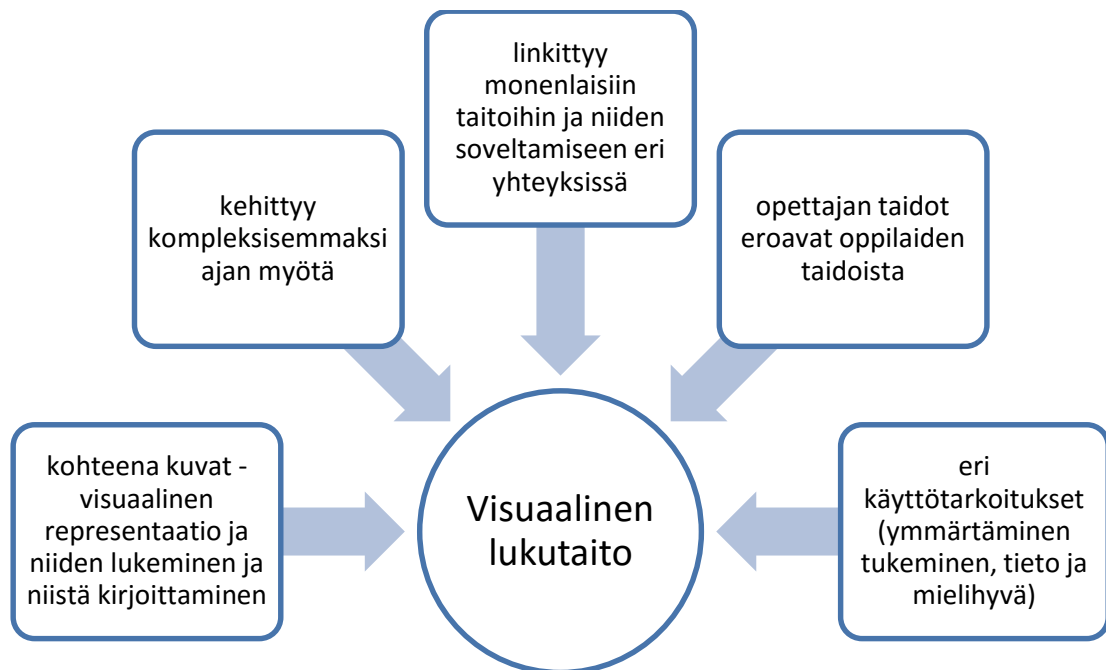 linkittyy
monenlaisiin
taitoihin ja niiden
soveltamiseen eri
yhteyksissä
kehittyy
kompleksisemmaksi
ajan myötä
opettajan taidot
eroavat oppilaiden
taidoista
kohteena kuvat -
visuaalinen
representaatio ja
niiden lukeminen ja
niistä kirjoittaminen
Visuaalinen
lukutaito
eri
käyttötarkoitukset
(ymmärtäminen
tukeminen, tieto ja
mielihyvä)